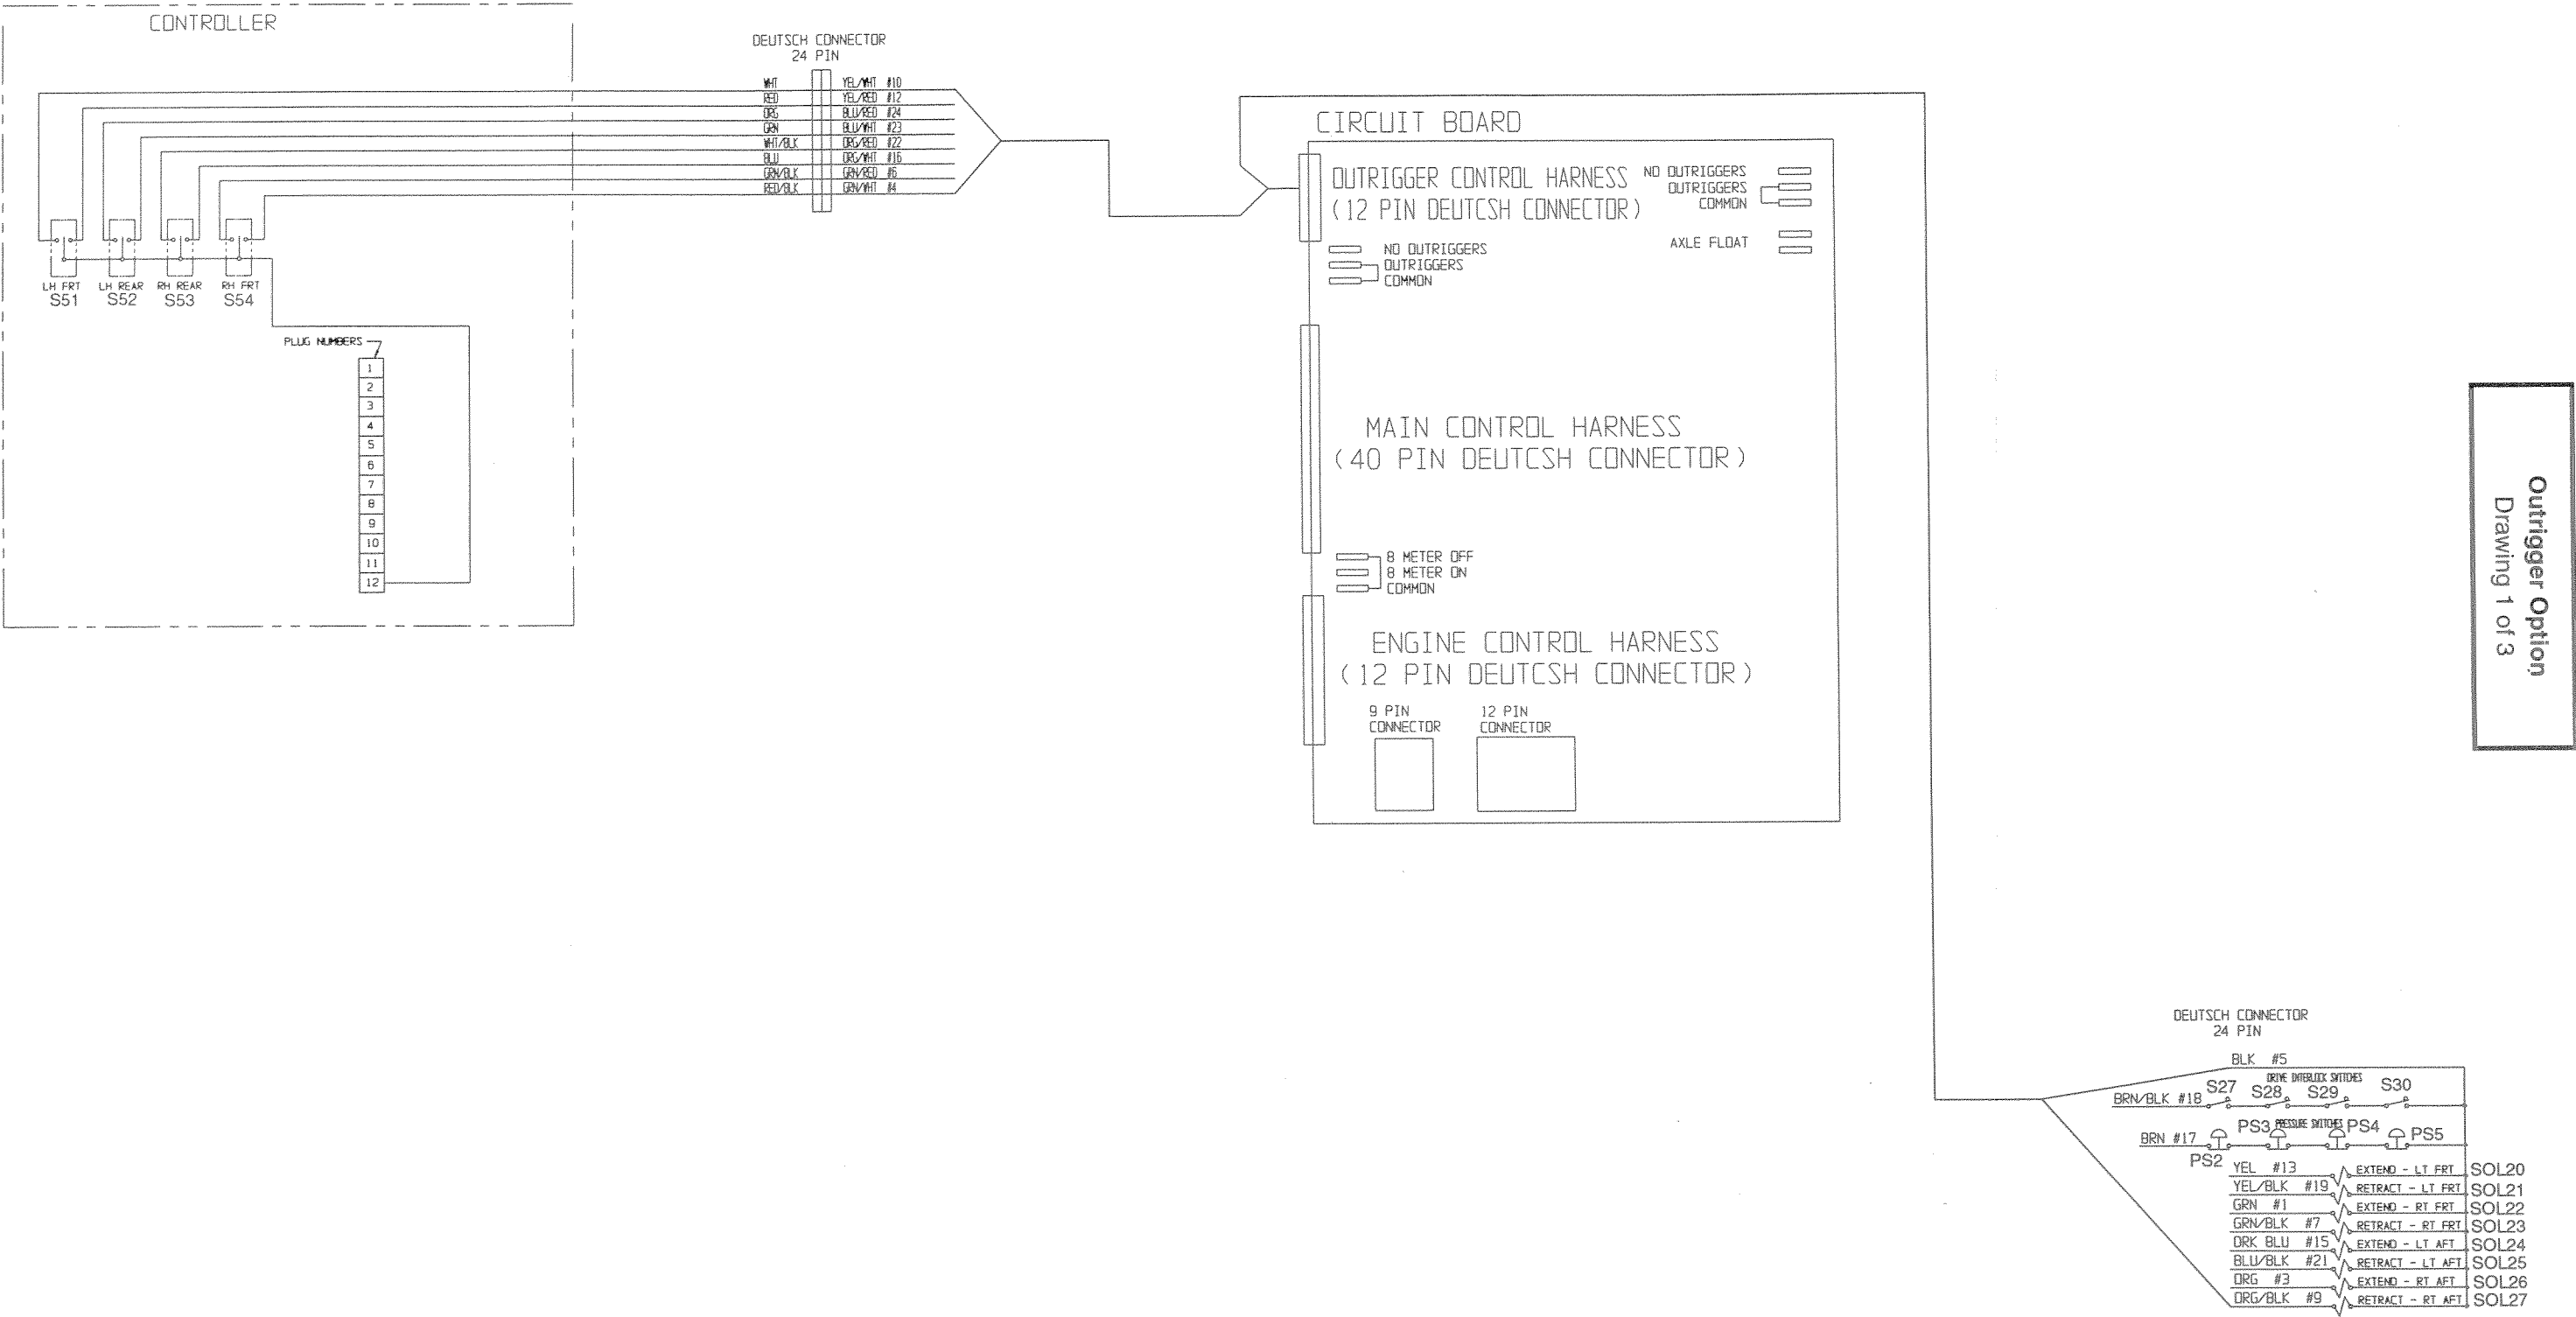 CONTROLLER
DEUTSCH CONNECTOR
24 PIN
WHT YEL/WHT #10
RED YEL/RED #12
ORG BLU/RED #24
GRN BLU/WHT #23
WHT/BLK ORG/RED #22
BLU ORG/WHT #16
GRN/BLK GRN/RED #6
RED/BLK GRN/WHT #4
LH FRT
S51
LH REAR
S52
RH REAR
S53
RH FRT
S54
PLUG NUMBERS
1
2
3
4
5
6
7
8
9
10
11
12
CIRCUIT BOARD
OUTRIGGER CONTROL HARNESS
(12 PIN DEUTCSH CONNECTOR)
NO OUTRIGGERS
OUTRIGGERS
COMMON
AXLE FLOAT
NO OUTRIGGERS
OUTRIGGERS
COMMON
MAIN CONTROL HARNESS
(40 PIN DEUTCSH CONNECTOR)
8 METER OFF
8 METER ON
COMMON
ENGINE CONTROL HARNESS
(12 PIN DEUTCSH CONNECTOR)
9 PIN
CONNECTOR
12 PIN
CONNECTOR
Outrigger Option
Drawing 1 of 3
DEUTSCH CONNECTOR
24 PIN
BLK #5
DRIVE INTERLOCK SWITCHES
BRN/BLK #18 S27 S28 S29 S30
PRESSURE SWITCHES
BRN #17 PS2 PS3 PS4 PS5
YEL #13 EXTEND - LT FRT SOL20
YEL/BLK #19 RETRACT - LT FRT SOL21
GRN #1 EXTEND - RT FRT SOL22
GRN/BLK #7 RETRACT - RT FRT SOL23
DRK BLU #15 EXTEND - LT AFT SOL24
BLU/BLK #21 RETRACT - LT AFT SOL25
ORG #3 EXTEND - RT AFT SOL26
ORG/BLK #9 RETRACT - RT AFT SOL27